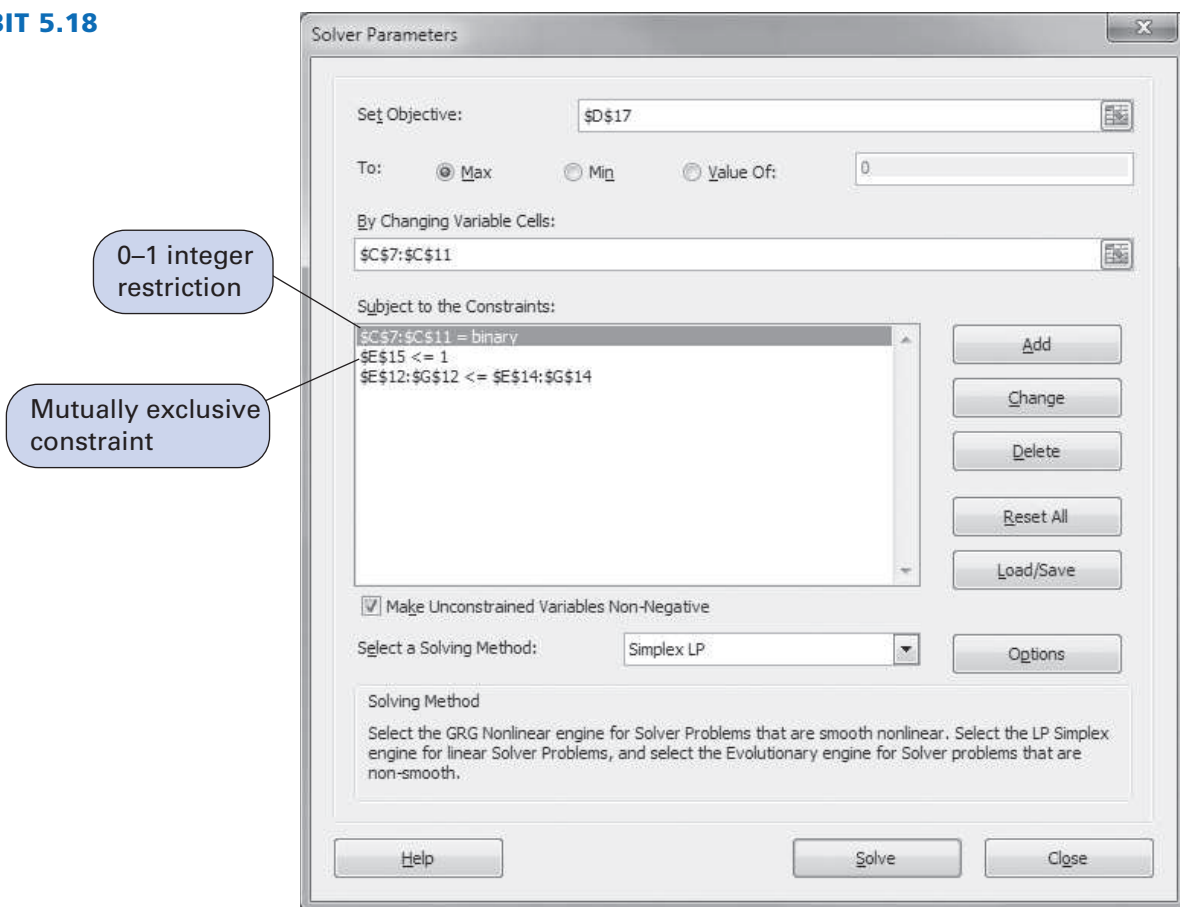 BIT 5.18
Solver Parameters
Set Objective:
$D$17
To:
Max
Min
Value Of:
0
By Changing Variable Cells:
$C$7:$C$11
0–1 integer
restriction
Subject to the Constraints:
$C$7:$C$11 = binary
$E$15 <= 1
$E$12:$G$12 <= $E$14:$G$14
Mutually exclusive
constraint
Add
Change
Delete
Reset All
Load/Save
Make Unconstrained Variables Non-Negative
Select a Solving Method:
Simplex LP
Options
Solving Method
Select the GRG Nonlinear engine for Solver Problems that are smooth nonlinear. Select the LP Simplex
engine for linear Solver Problems, and select the Evolutionary engine for Solver problems that are
non-smooth.
Help
Solve
Close